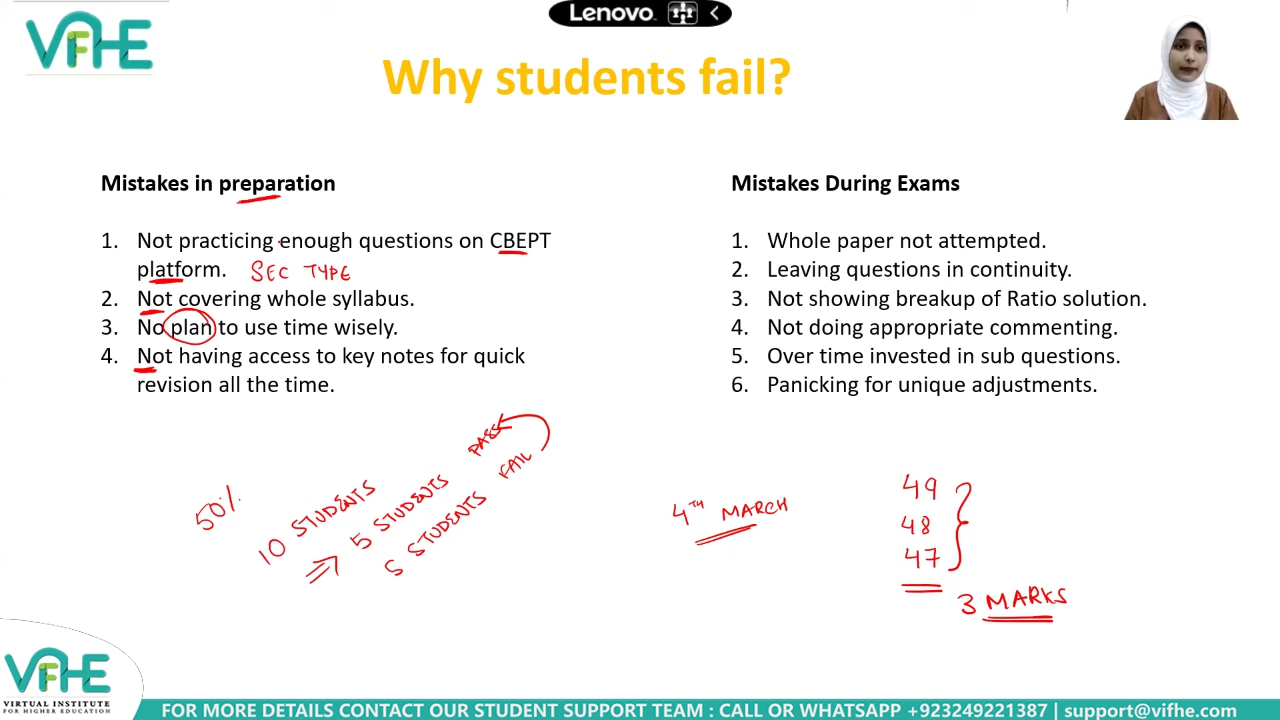 Lenovo
VFHE
Why students fail?
Mistakes in preparation
1. Not practicing enough questions on CBEPT
platform. SEC TYPE
2. Not covering whole syllabus.
3. No plan to use time wisely.
4. Not having access to key notes for quick
revision all the time.
Mistakes During Exams
1. Whole paper not attempted.
2. Leaving questions in continuity.
3. Not showing breakup of Ratio solution.
4. Not doing appropriate commenting.
5. Over time invested in sub questions.
6. Panicking for unique adjustments.
50%
10 STUDENTS
5 STUDENTS PASS
5 STUDENTS FAIL
4TH MARCH
49
48
47
3 MARKS
VFHE
VIRTUAL INSTITUTE
FOR HIGHER EDUCATION
FOR MORE DETAILS CONTACT OUR STUDENT SUPPORT TEAM : CALL OR WHATSAPP +923249221387 | support@vifhe.com